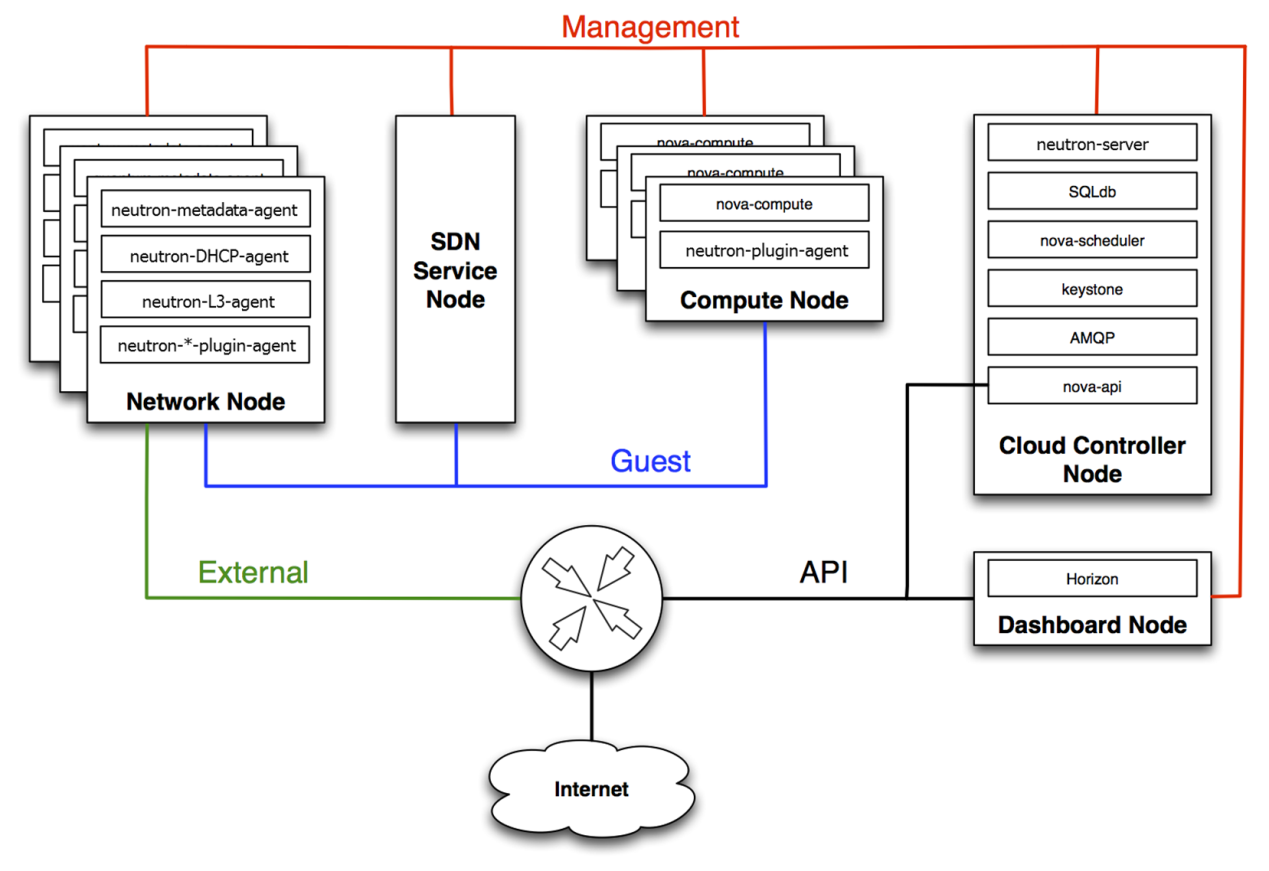 Management
neutron-metadata-agent
neutron-DHCP-agent
neutron-L3-agent
neutron-*-plugin-agent
Network Node
SDN
Service
Node
nova-compute
nova-compute
nova-compute
neutron-plugin-agent
Compute Node
neutron-server
SQLdb
nova-scheduler
keystone
AMQP
nova-api
Cloud Controller
Node
Guest
External
API
Horizon
Dashboard Node
Internet